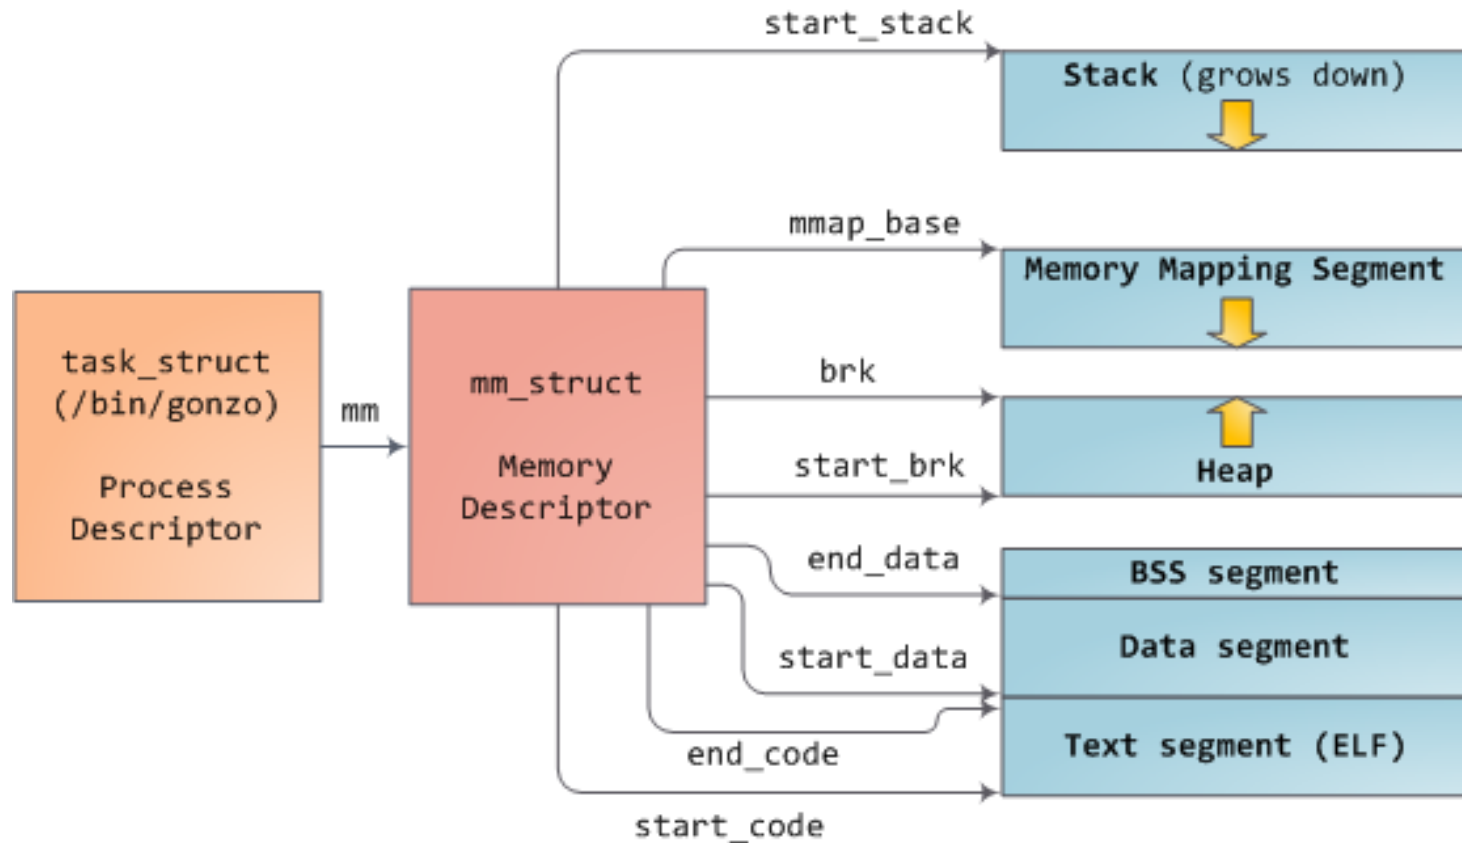 start_stack
Stack (grows down)
mmap_base
Memory Mapping Segment
task_struct
(/bin/gonzo)
Process
Descriptor
mm
mm_struct
Memory
Descriptor
brk
start_brk
Heap
end_data
BSS segment
start_data
Data segment
end_code
Text segment (ELF)
start_code